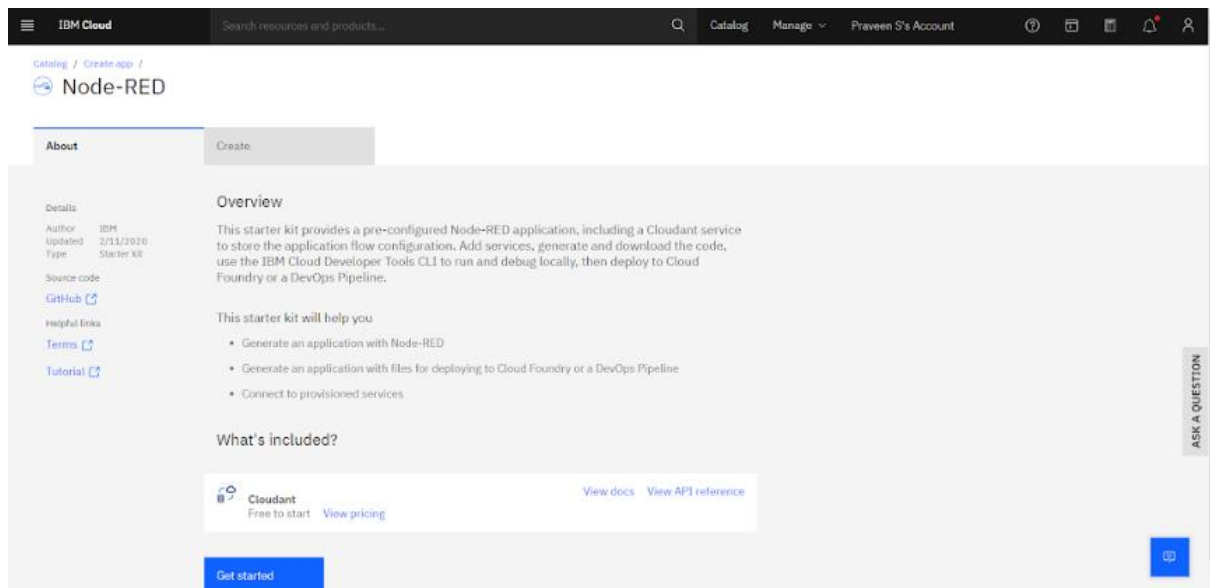 IBM Cloud
Search resources and products...
Catalog
Manage
Praveen S's Account
Catalog / Create app /
Node-RED
About
Create
Details
Author IBM
Updated 2/11/2020
Type Starter Kit
Source code
GitHub
Helpful links
Terms
Tutorial
Overview
This starter kit provides a pre-configured Node-RED application, including a Cloudant service
to store the application flow configuration. Add services, generate and download the code,
use the IBM Cloud Developer Tools CLI to run and debug locally, then deploy to Cloud
Foundry or a DevOps Pipeline.
This starter kit will help you
• Generate an application with Node-RED
• Generate an application with files for deploying to Cloud Foundry or a DevOps Pipeline
• Connect to provisioned services
What's included?
Cloudant
Free to start View pricing
View docs View API reference
Get started
ASK A QUESTION